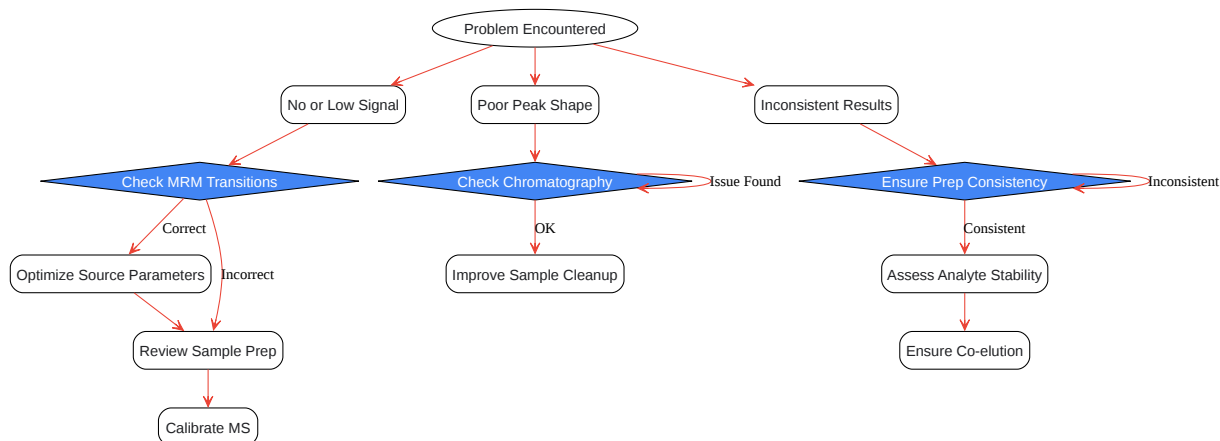 Problem Encountered
No or Low Signal
Poor Peak Shape
Inconsistent Results
Check MRM Transitions
Check Chromatography
Issue Found
Ensure Prep Consistency
Inconsistent
Correct
OK
Consistent
Optimize Source Parameters
Incorrect
Improve Sample Cleanup
Assess Analyte Stability
Review Sample Prep
Ensure Co-elution
Calibrate MS